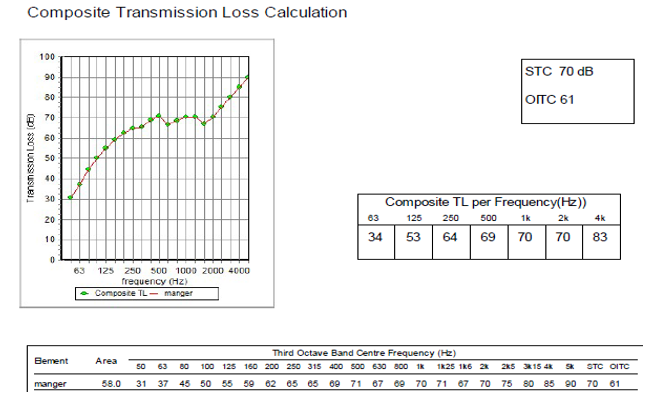 Composite Transmission Loss Calculation
100
90
80
70
60
50
40
30
20
10
0
Transmission Loss (dB)
63 125 250 500 1000 2000 4000
frequency (Hz)
Composite TL manger
STC 70 dB
OITC 61
Composite TL per Frequency(Hz))
63 125 250 500 1k 2k 4k
34 53 64 69 70 70 83
Third Octave Band Centre Frequency (Hz)
Element Area 50 63 80 100 125 160 200 250 315 400 500 630 800 1k 1k25 1k6 2k 2k5 3k15 4k 5k STC OITC
manger 58.0 31 37 45 50 55 59 62 65 65 69 71 67 69 70 71 67 70 75 80 85 90 70 61